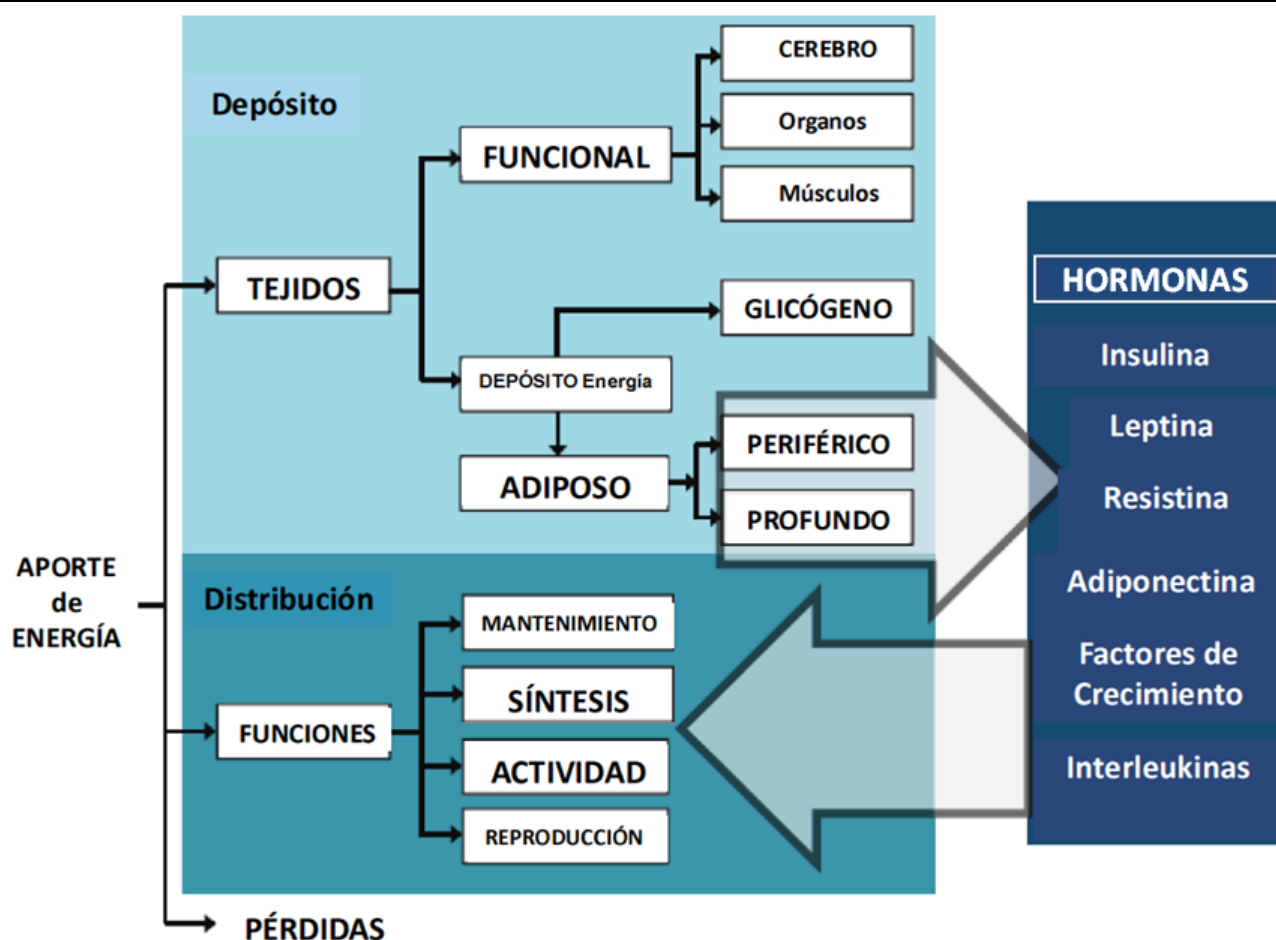 Depósito
CEREBRO
Organos
Músculos
FUNCIONAL
TEJIDOS
GLICÓGENO
DEPÓSITO Energía
ADIPOSO
PERIFÉRICO
PROFUNDO
APORTE
de
ENERGÍA
Distribución
MANTENIMIENTO
SÍNTESIS
FUNCIONES
ACTIVIDAD
REPRODUCCIÓN
PÉRDIDAS
HORMONAS
Insulina
Leptina
Resistina
Adiponectina
Factores de
Crecimiento
Interleukinas